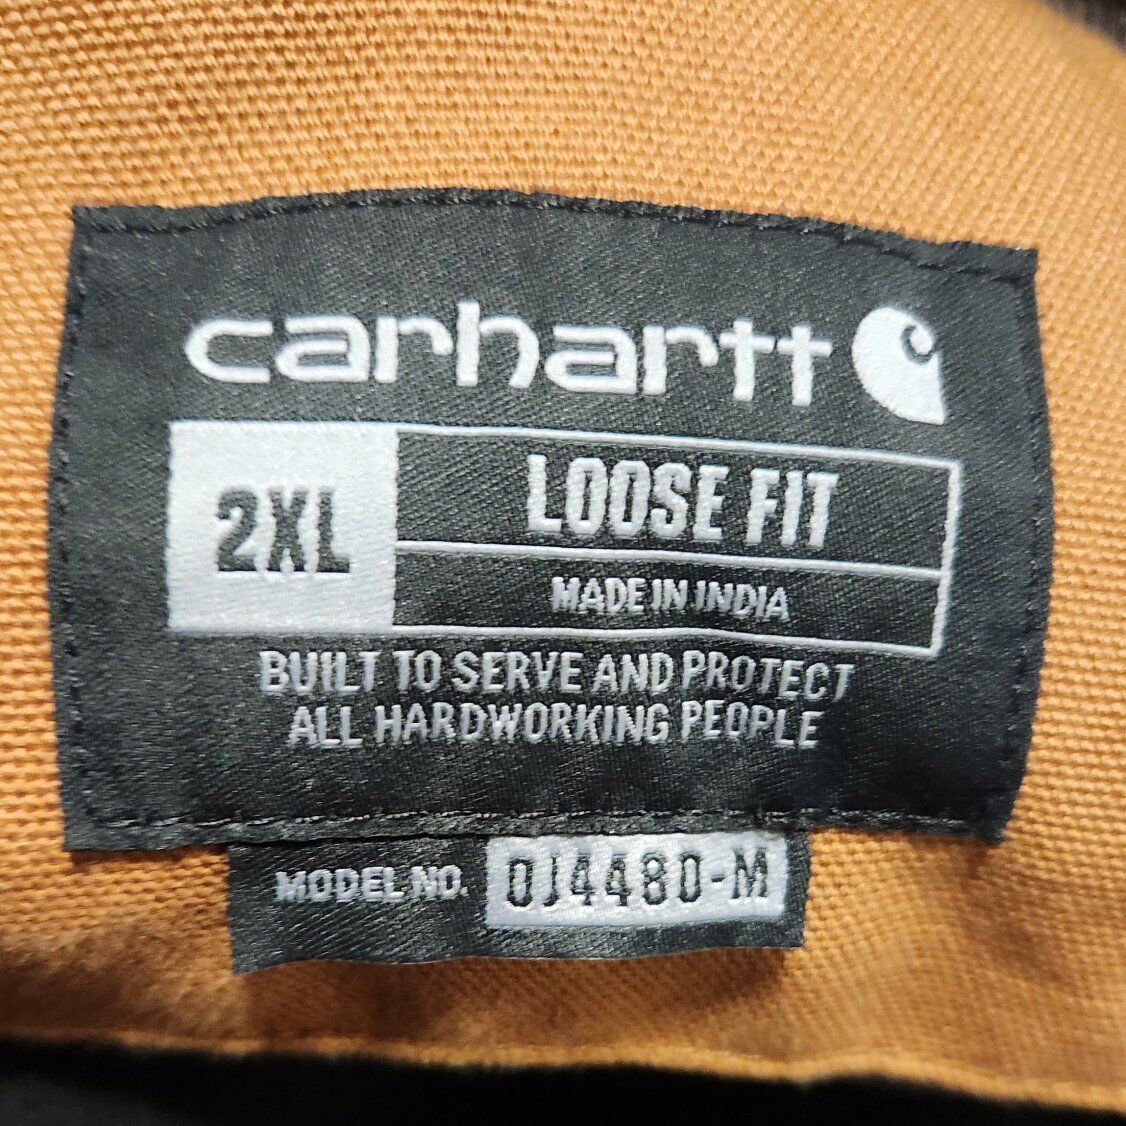 carhartt
2XL
LOOSE FIT
MADE IN INDIA
BUILT TO SERVE AND PROTECT
ALL HARDWORKING PEOPLE
MODEL NO. OJ4480-M